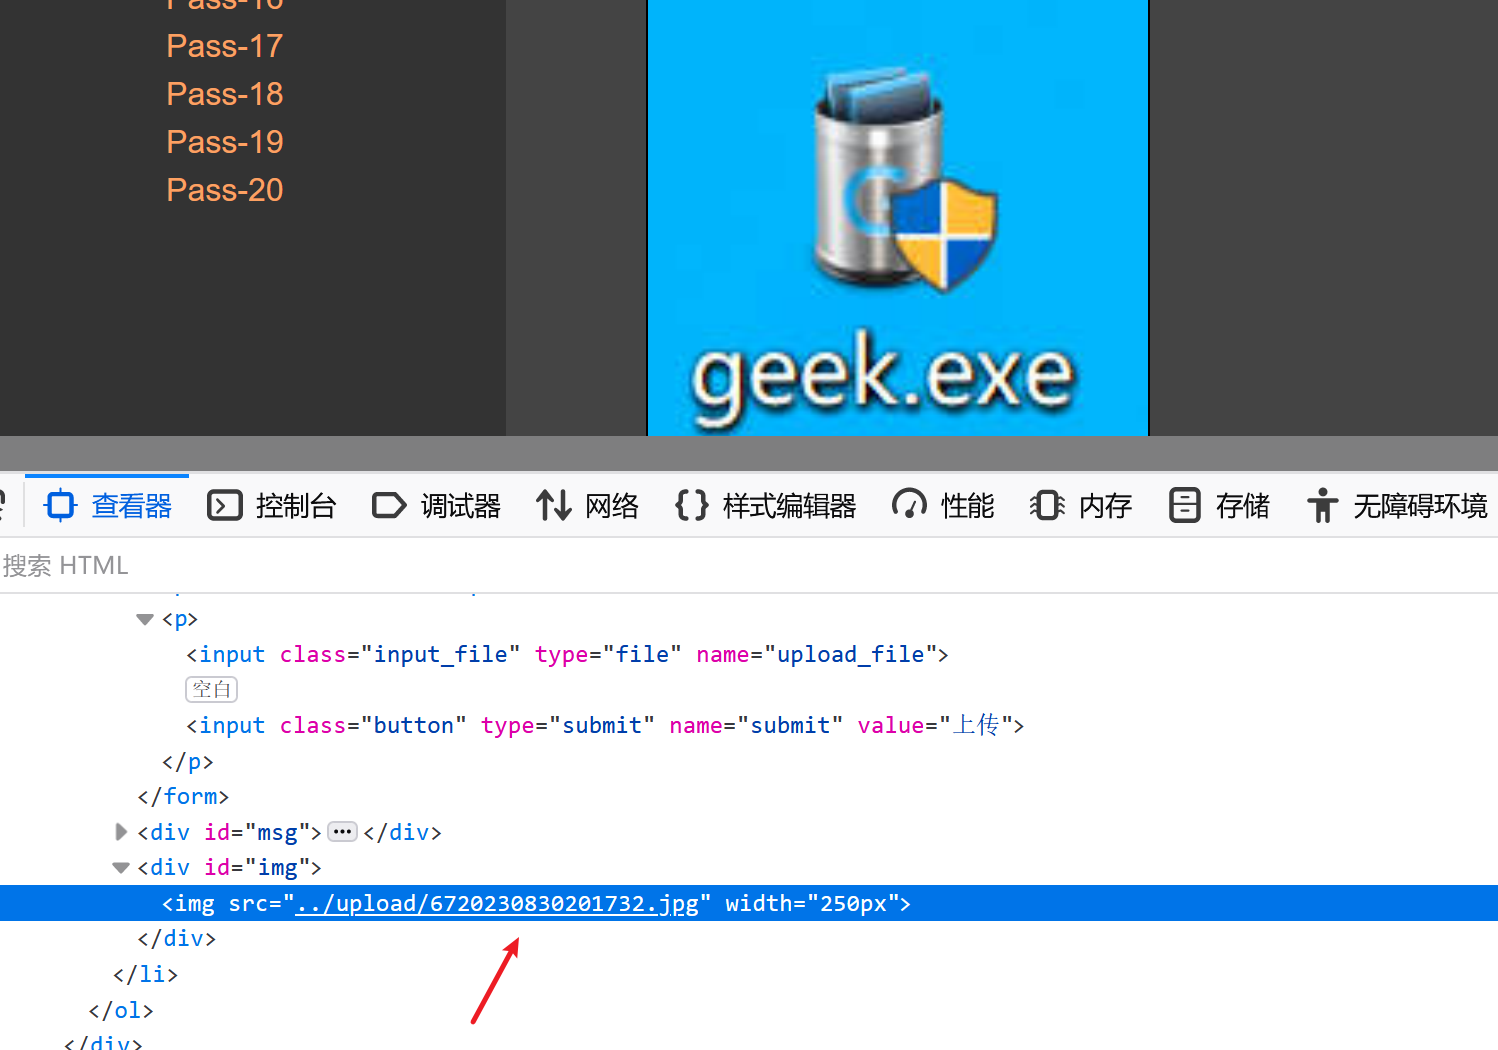 Pass-16
Pass-17
Pass-18
Pass-19
Pass-20
geek.exe
查看器 控制台 调试器 网络 {} 样式编辑器 性能 内存 存储 无障碍环境
搜索 HTML
<p>
<input class="input_file" type="file" name="upload_file">
空白
<input class="button" type="submit" name="submit" value="上传">
</p>
</form>
<div id="msg"> ••• </div>
<div id="img">
<img src="../upload/6720230830201732.jpg" width="250px">
</div>
</li>
</ol>
</div>